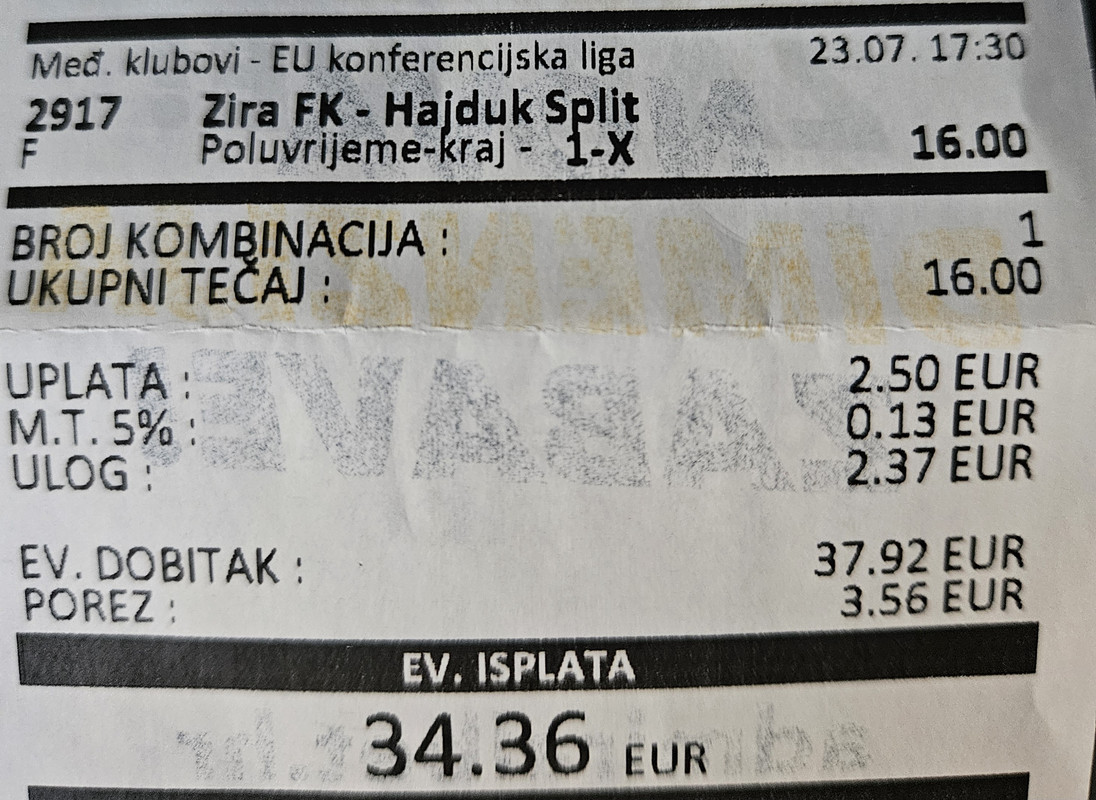 Međ. klubovi - EU konferencijska liga 23.07. 17:30
2917 Zira FK - Hajduk Split
F Poluvrijeme-kraj - 1-X 16.00
BROJ KOMBINACIJA : 1
UKUPNI TEČAJ : 16.00
UPLATA : 2.50 EUR
M.T. 5% : 0.13 EUR
ULOG : 2.37 EUR
EV. DOBITAK : 37.92 EUR
POREZ : 3.56 EUR
EV. ISPLATA
34.36 EUR